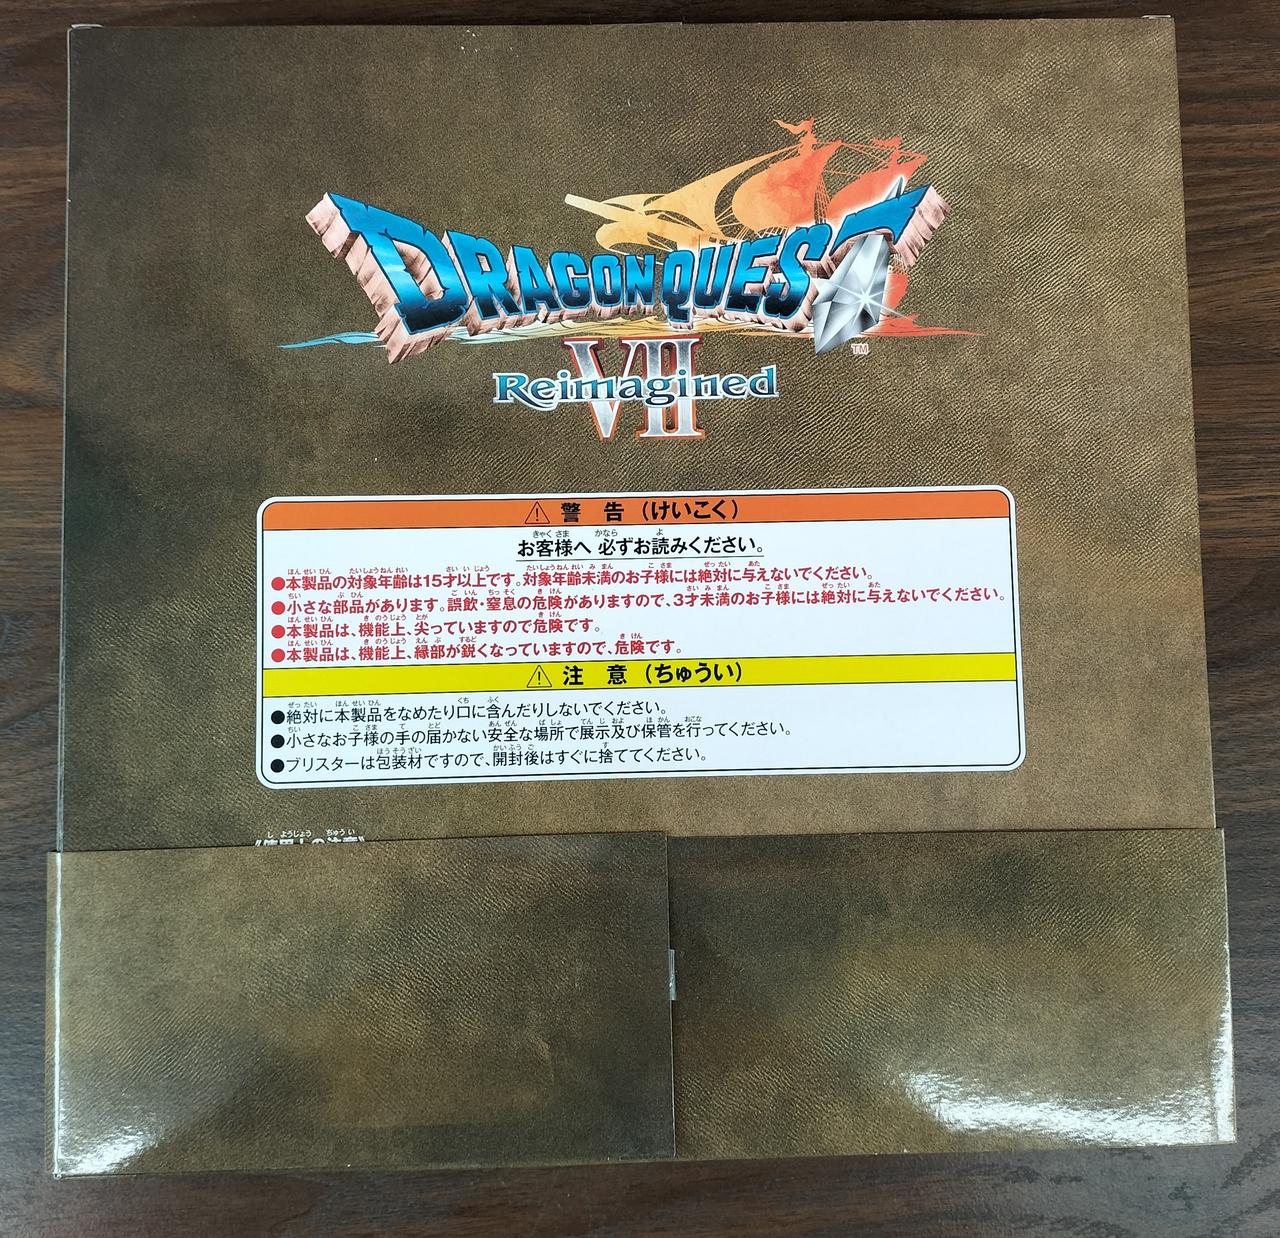 DRAGON QUEST
TM
VII
Reimagined
⚠ 警告(けいこく)
お客様へ 必ずお読みください。
●本製品の対象年齢は15才以上です。対象年齢未満のお子様には絶対に与えないでください。
●小さな部品があります。誤飲・窒息の危険がありますので、3才未満のお子様には絶対に与えないでください。
●本製品は、機能上、尖っていますので危険です。
●本製品は、機能上、縁部が鋭くなっていますので、危険です。
⚠ 注意(ちゅうい)
●絶対に本製品をなめたり口に含んだりしないでください。
●小さなお子様の手の届かない安全な場所で展示及び保管を行ってください。
●ブリスターは包装材ですので、開封後はすぐに捨ててください。
"使用上の注意"